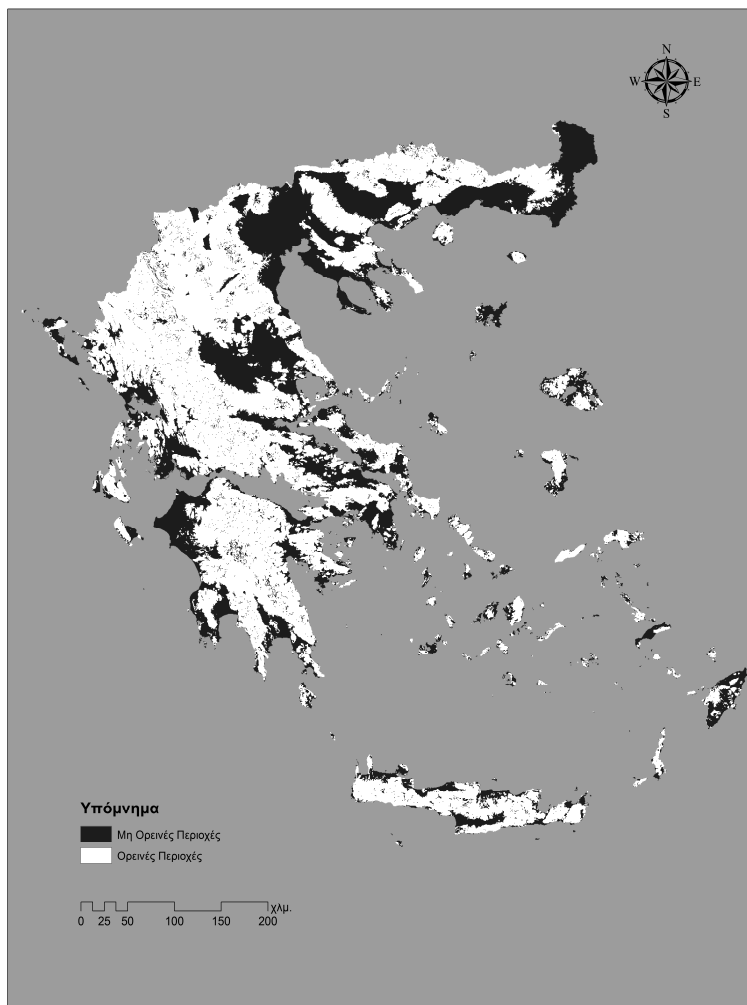 N
W E
S
Υπόμνημα
Μη Ορεινές Περιοχές
Ορεινές Περιοχές
χλμ.
0 25 50 100 150 200